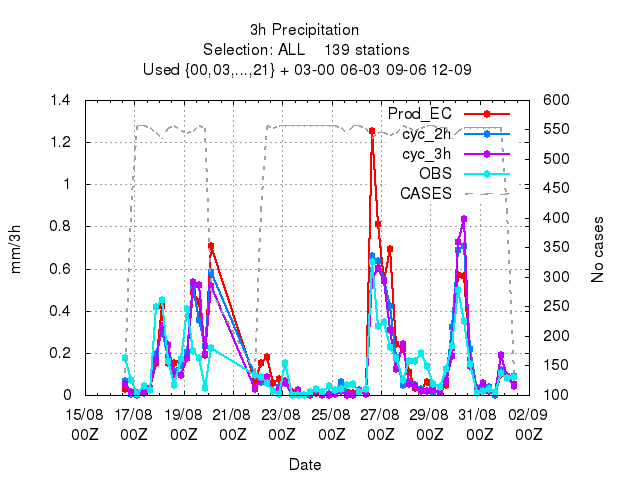 3h Precipitation
Selection: ALL    139 stations
Used {00,03,...,21} + 03-00 06-03 09-06 12-09
Prod_EC
cyc_2h
cyc_3h
OBS
CASES
1.4
1.2
1
0.8
0.6
0.4
0.2
0
600
550
500
450
400
350
300
250
200
150
100
mm/3h
No cases
15/08 17/08 19/08 21/08 23/08 25/08 27/08 29/08 31/08 02/09
00Z 00Z 00Z 00Z 00Z 00Z 00Z 00Z 00Z 00Z
Date